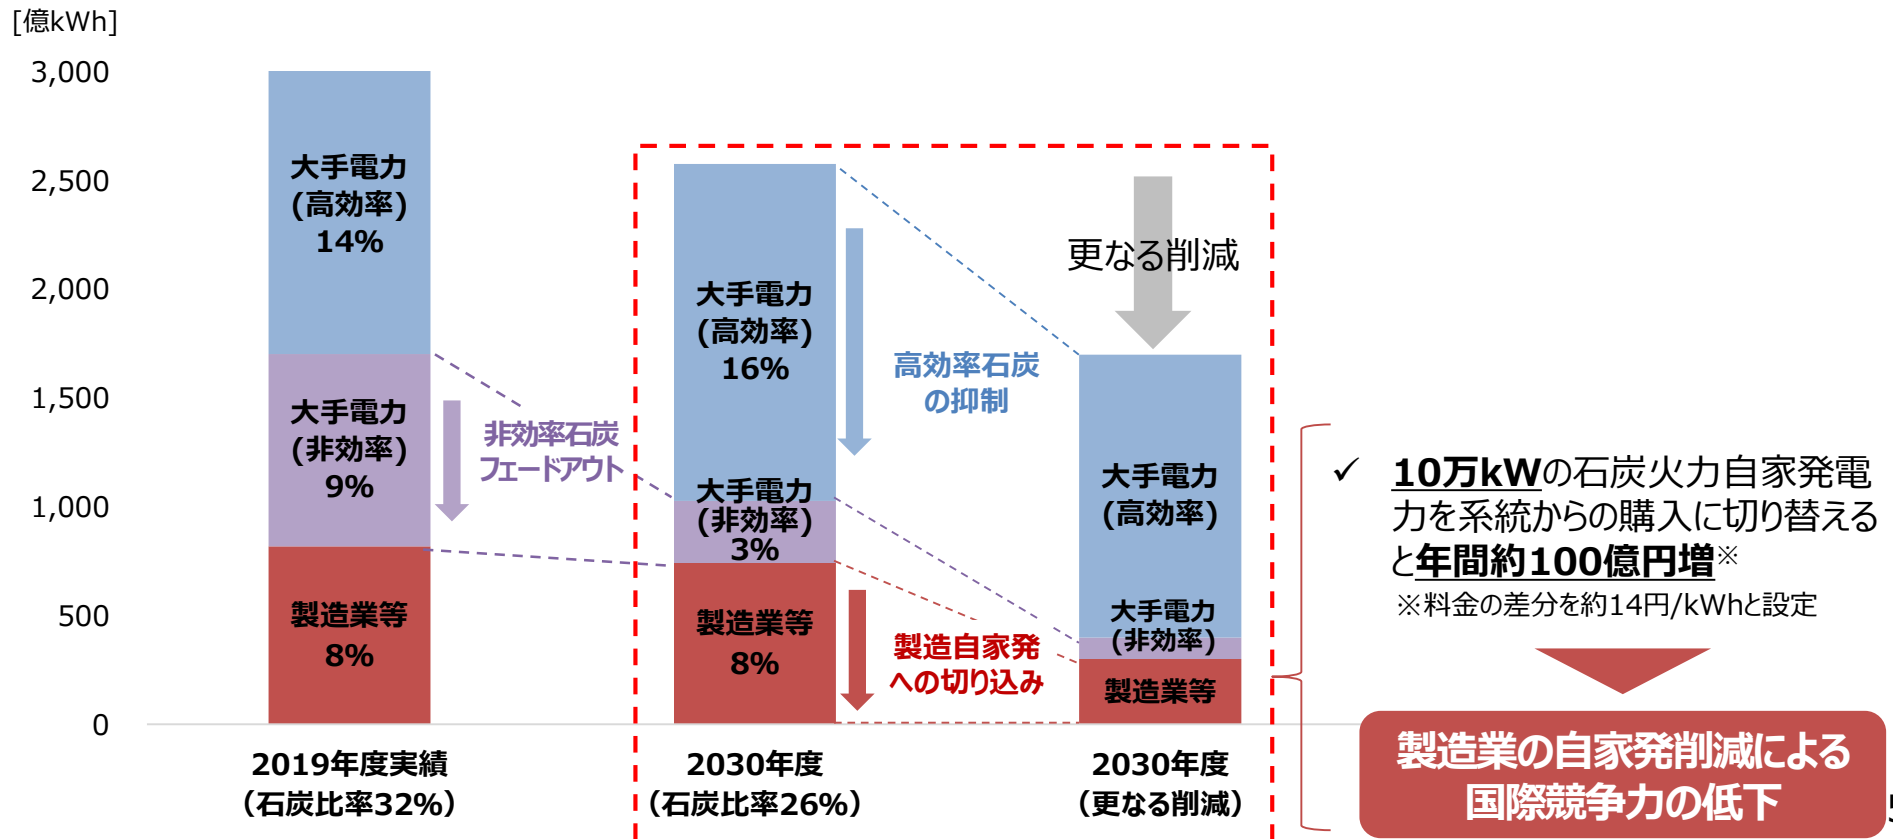 [億kWh]
3,000
2,500
2,000
1,500
1,000
500
0
大手電力
(高効率)
14%
大手電力
(非効率)
9%
製造業等
8%
2019年度実績
（石炭比率32%）
非効率石炭
フェードアウト
大手電力
(高効率)
16%
大手電力
(非効率)
3%
製造業等
8%
2030年度
（石炭比率26%）
高効率石炭
の抑制
製造自家発
への切り込み
更なる削減
大手電力
(高効率)
大手電力
(非効率)
製造業等
2030年度
（更なる削減）
✓ 10万kWの石炭火力自家発電
力を系統からの購入に切り替える
と年間約100億円増※
※料金の差分を約14円/kWhと設定
製造業の自家発削減による
国際競争力の低下